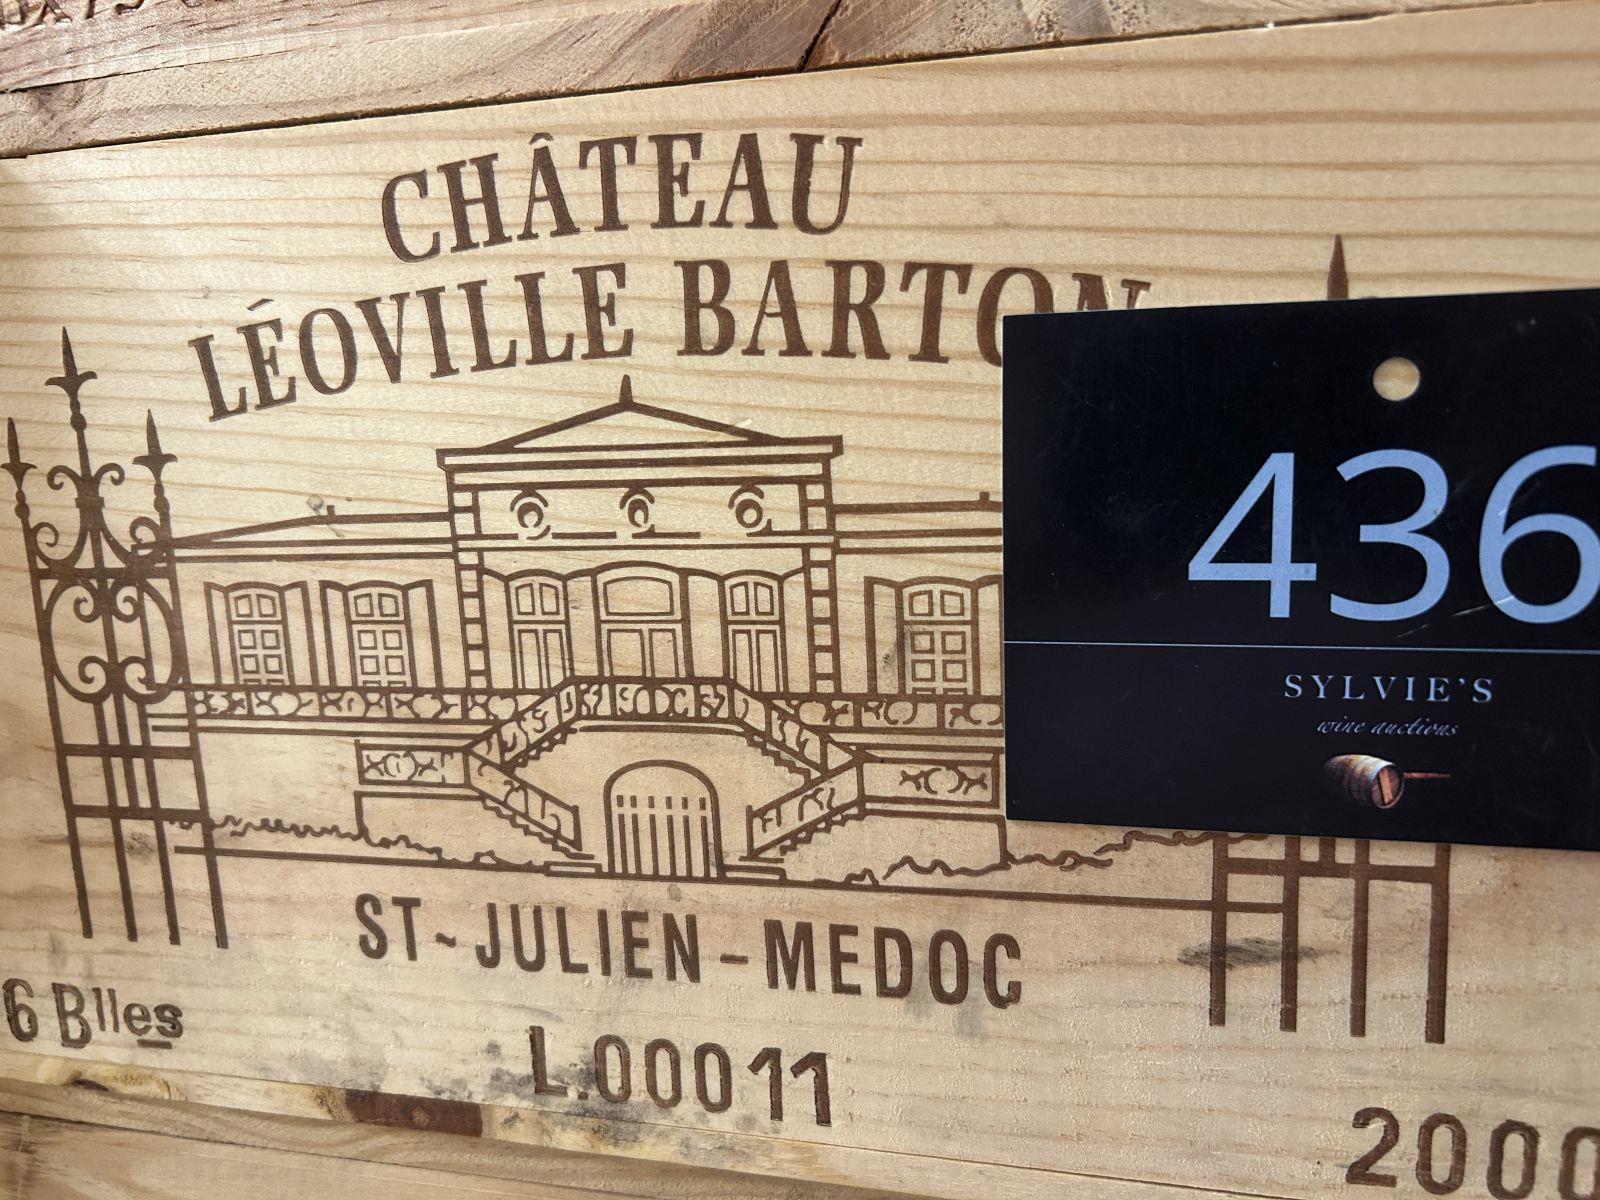 CHÂTEAU
LÉOVILLE BARTON
436
SYLVIE'S
wine auctions
ST-JULIEN-MEDOC
6 Blles
L.00011
2000